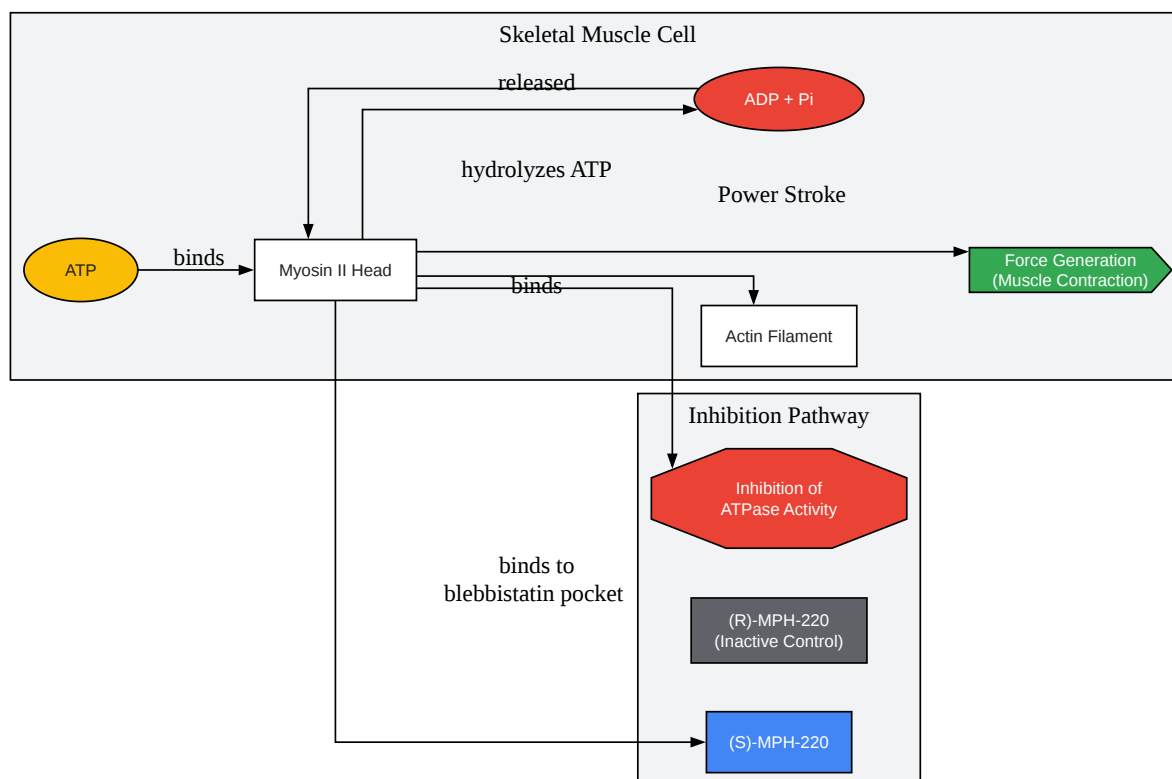 Skeletal Muscle Cell
released
ADP + Pi
hydrolyzes ATP
Power Stroke
ATP
binds
Myosin II Head
Force Generation
(Muscle Contraction)
binds
Actin Filament
Inhibition Pathway
Inhibition of
ATPase Activity
binds to
blebbistatin pocket
(R)-MPH-220
(Inactive Control)
(S)-MPH-220